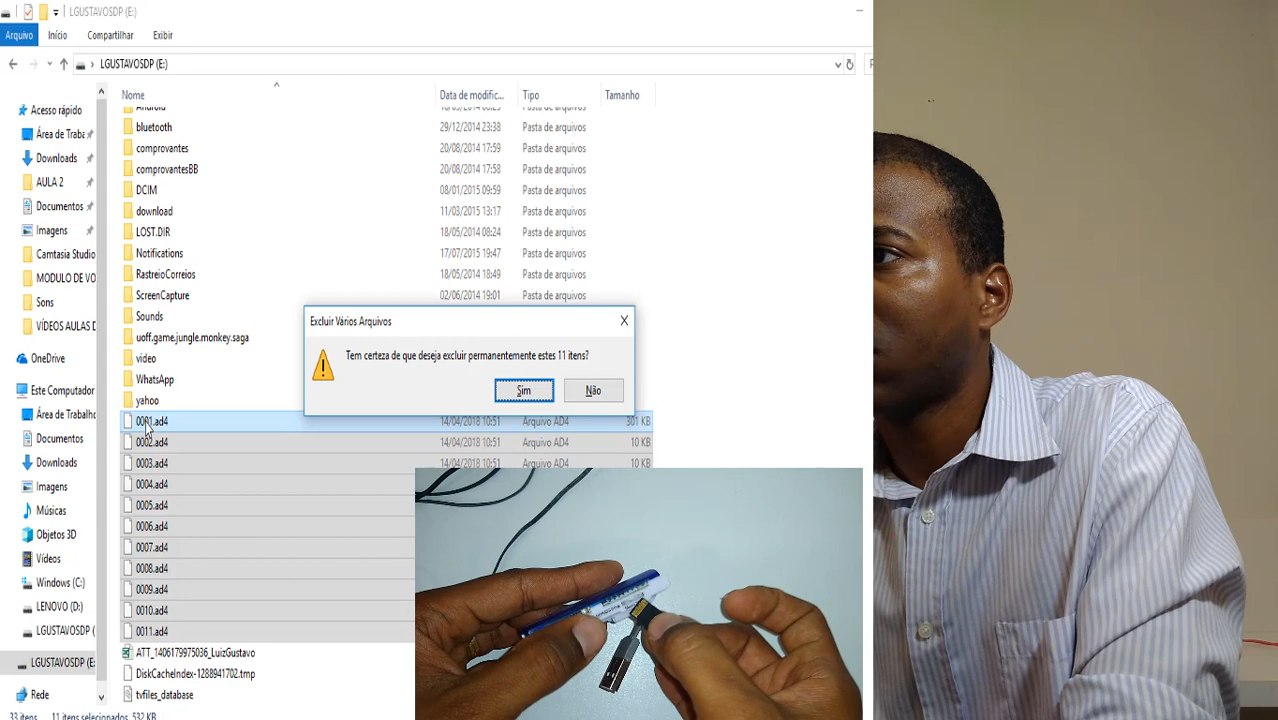 LGUSTAVOSDP (E:)
Arquivo Início Compartilhar Exibir
LGUSTAVOSDP (E:)
Nome Data de modific... Tipo Tamanho
Acesso rápido
Área de Traba
Downloads
AULA 2
Documentos
Imagens
Camtasia Studio
MODULO DE VO
Sons
VÍDEOS AULAS D
OneDrive
Este Computador
Área de Trabalho
Documentos
Downloads
Imagens
Músicas
Objetos 3D
Vídeos
Windows (C:)
LENOVO (D:)
LGUSTAVOSDP (
LGUSTAVOSDP (E:
Rede
Android Pasta de arquivos
bluetooth 29/12/2014 23:38 Pasta de arquivos
comprovantes 20/08/2014 17:59 Pasta de arquivos
comprovantesBB 20/08/2014 17:58 Pasta de arquivos
DCIM 08/01/2015 09:59 Pasta de arquivos
download 11/03/2015 13:17 Pasta de arquivos
LOST.DIR 18/05/2014 08:24 Pasta de arquivos
Notifications 17/07/2015 19:47 Pasta de arquivos
RastreioCorreios 18/05/2014 18:49 Pasta de arquivos
ScreenCapture 02/06/2014 19:01 Pasta de arquivos
Sounds
uoff.game.jungle.monkey.saga
video
WhatsApp
yahoo
0001.ad4 14/04/2018 10:51 Arquivo AD4 301 KB
0002.ad4 14/04/2018 10:51 Arquivo AD4 10 KB
0003.ad4 14/04/2018 10:51 Arquivo AD4 10 KB
0004.ad4
0005.ad4
0006.ad4
0007.ad4
0008.ad4
0009.ad4
0010.ad4
0011.ad4
ATT_1406179975036_LuizGustavo
DiskCacheIndex-1288941702.tmp
tvfiles_database
Excluir Vários Arquivos
Tem certeza de que deseja excluir permanentemente estes 11 itens?
Sim Não
33 itens 11 itens selecionados, 532 KB